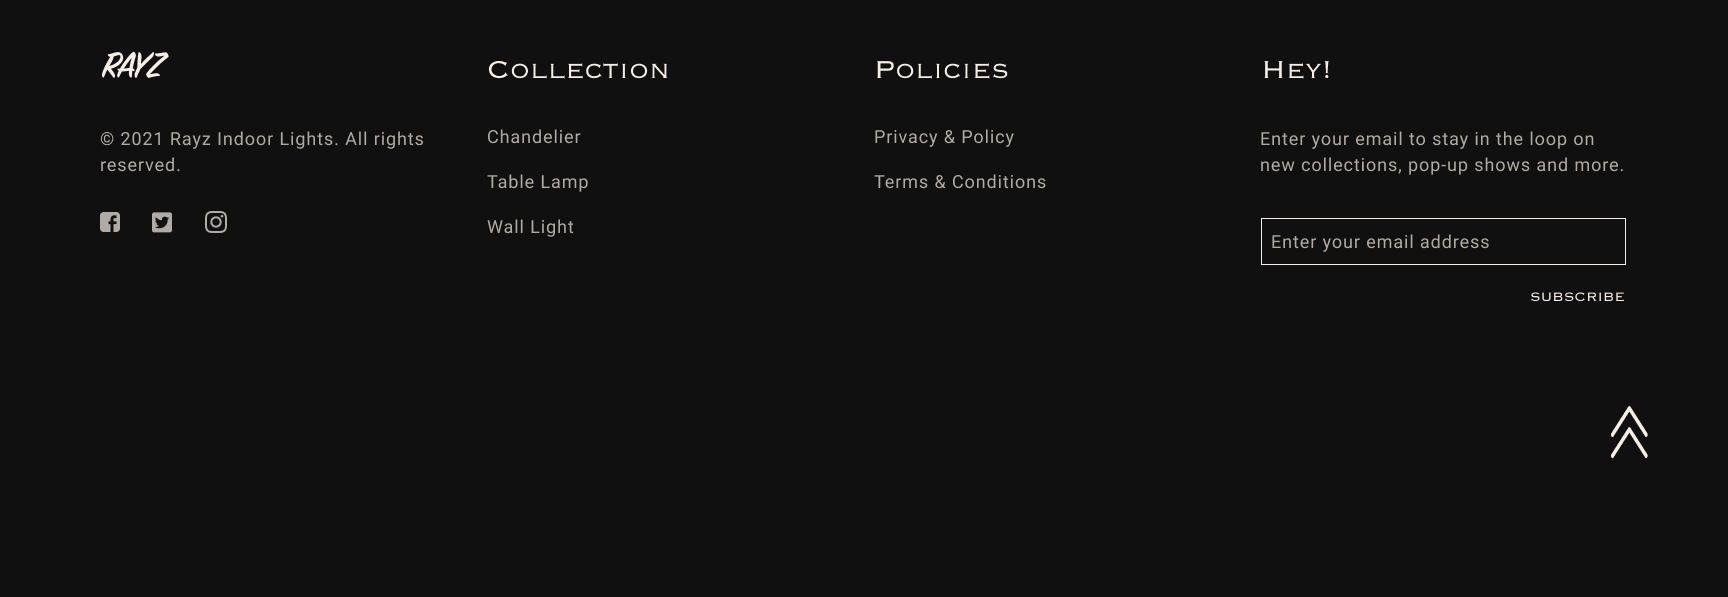 RAYZ
© 2021 Rayz Indoor Lights. All rights
reserved.
Collection
Chandelier
Table Lamp
Wall Light
Policies
Privacy & Policy
Terms & Conditions
Hey!
Enter your email to stay in the loop on
new collections, pop-up shows and more.
Enter your email address
SUBSCRIBE